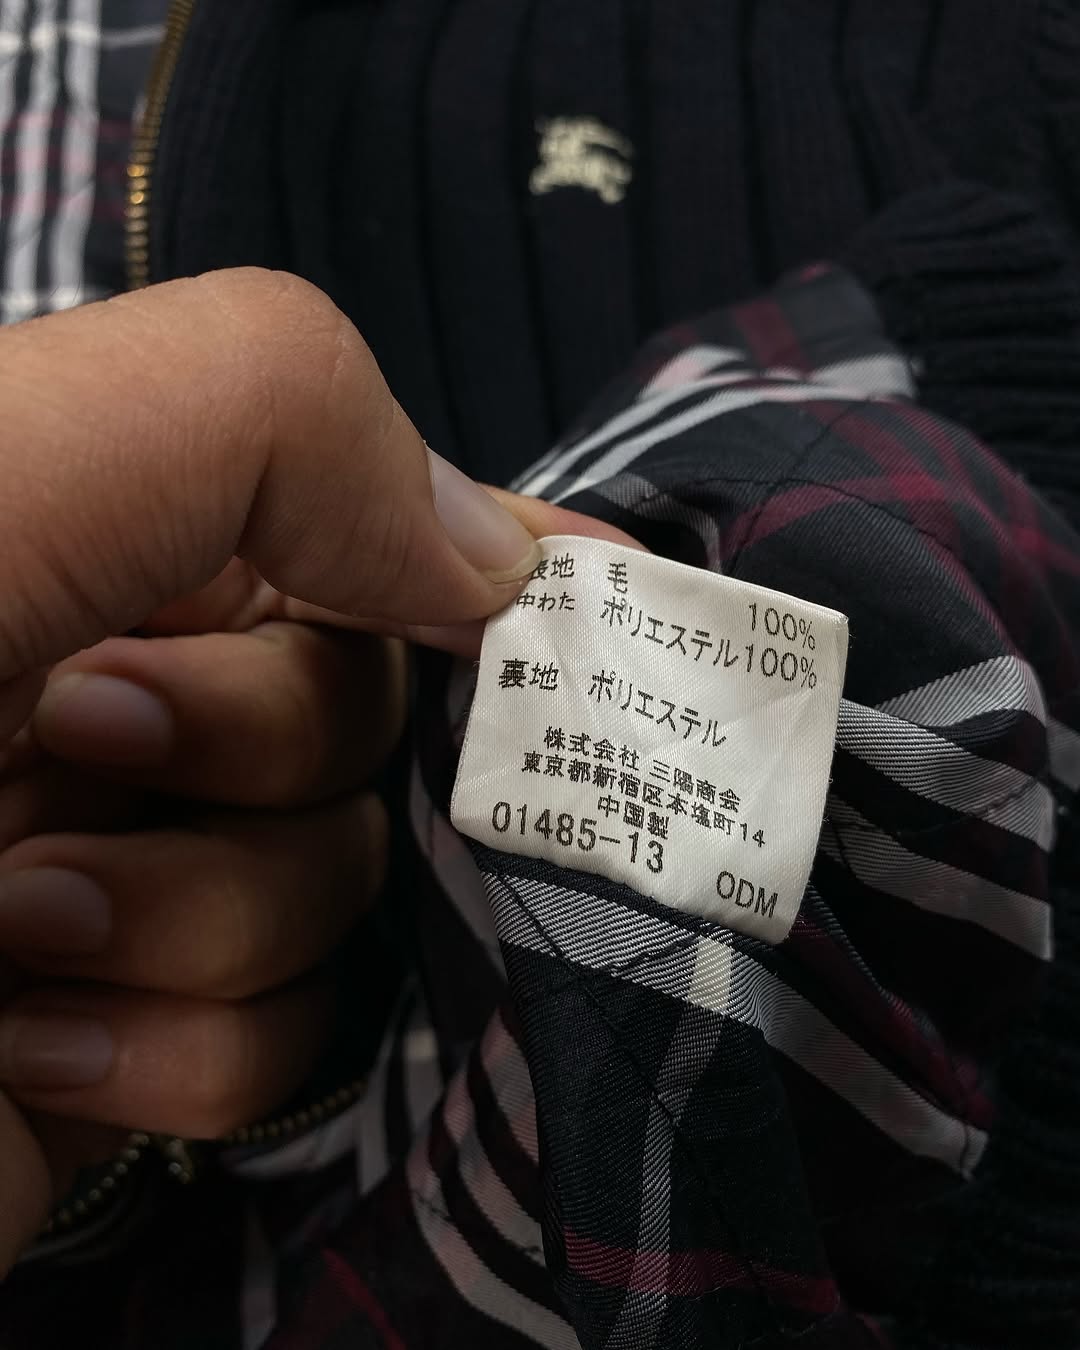 表地 毛 100%
中わた ポリエステル100%
裏地 ポリエステル
株式会社 三陽商会
東京都新宿区本塩町14
中国製
01485-13
ODM